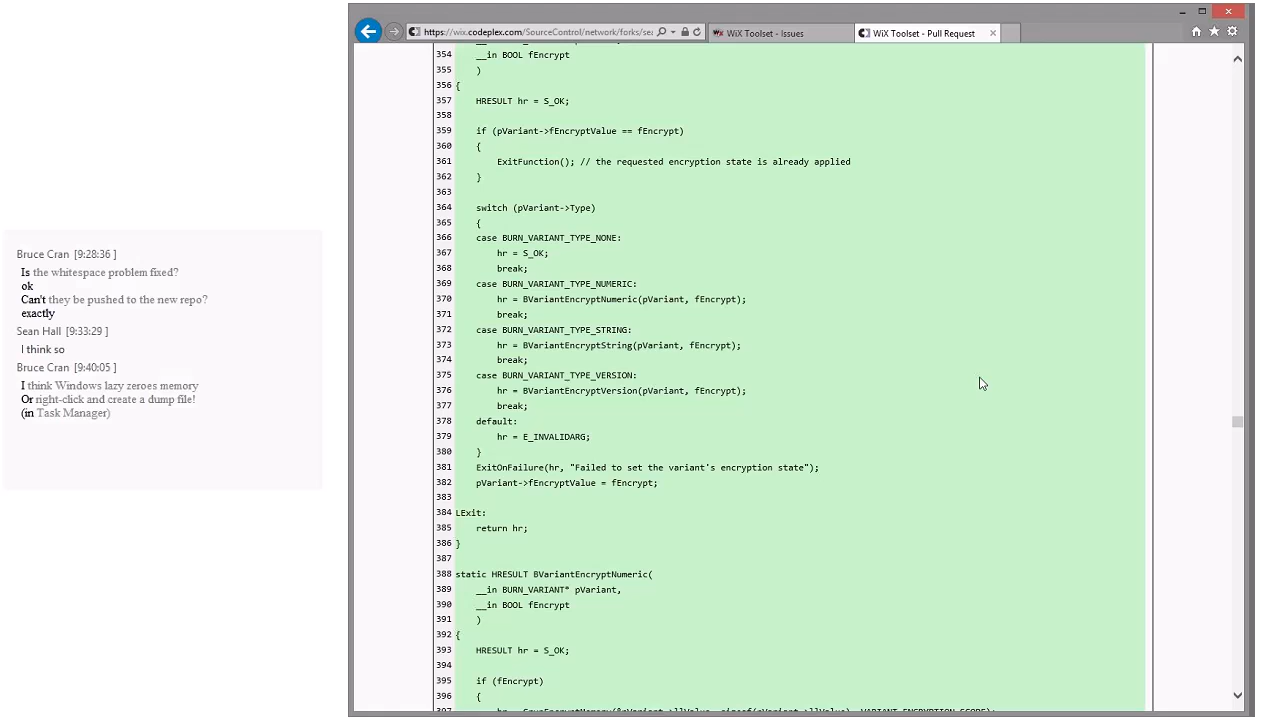 Bruce Cran [9:28:36 ]
Is the whitespace problem fixed?
ok
Can't they be pushed to the new repo?
exactly
Sean Hall [9:33:29 ]
I think so
Bruce Cran [9:40:05 ]
I think Windows lazy zeroes memory
Or right-click and create a dump file!
(in Task Manager)
https://wix.codeplex.com/SourceControl/network/forks/sea
WiX Toolset - Issues
WiX Toolset - Pull Request
354 __in BOOL fEncrypt
355 )
356 {
357 HRESULT hr = S_OK;
358
359 if (pVariant->fEncryptValue == fEncrypt)
360 {
361 ExitFunction(); // the requested encryption state is already applied
362 }
363
364 switch (pVariant->Type)
365 {
366 case BURN_VARIANT_TYPE_NONE:
367 hr = S_OK;
368 break;
369 case BURN_VARIANT_TYPE_NUMERIC:
370 hr = BVariantEncryptNumeric(pVariant, fEncrypt);
371 break;
372 case BURN_VARIANT_TYPE_STRING:
373 hr = BVariantEncryptString(pVariant, fEncrypt);
374 break;
375 case BURN_VARIANT_TYPE_VERSION:
376 hr = BVariantEncryptVersion(pVariant, fEncrypt);
377 break;
378 default:
379 hr = E_INVALIDARG;
380 }
381 ExitOnFailure(hr, "Failed to set the variant's encryption state");
382 pVariant->fEncryptValue = fEncrypt;
383
384 LExit:
385 return hr;
386 }
387
388 static HRESULT BVariantEncryptNumeric(
389 __in BURN_VARIANT* pVariant,
390 __in BOOL fEncrypt
391 )
392 {
393 HRESULT hr = S_OK;
394
395 if (fEncrypt)
396 {